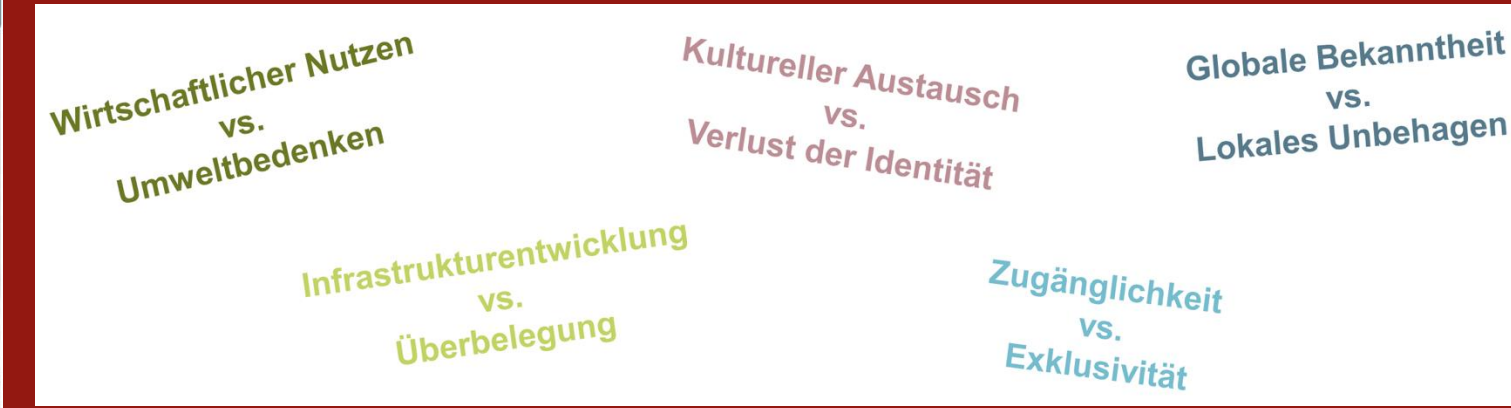 Wirtschaftlicher Nutzen
vs.
Umweltbedenken
Kultureller Austausch
vs.
Verlust der Identität
Globale Bekanntheit
vs.
Lokales Unbehagen
Infrastrukturentwicklung
vs.
Überbelegung
Zugänglichkeit
vs.
Exklusivität